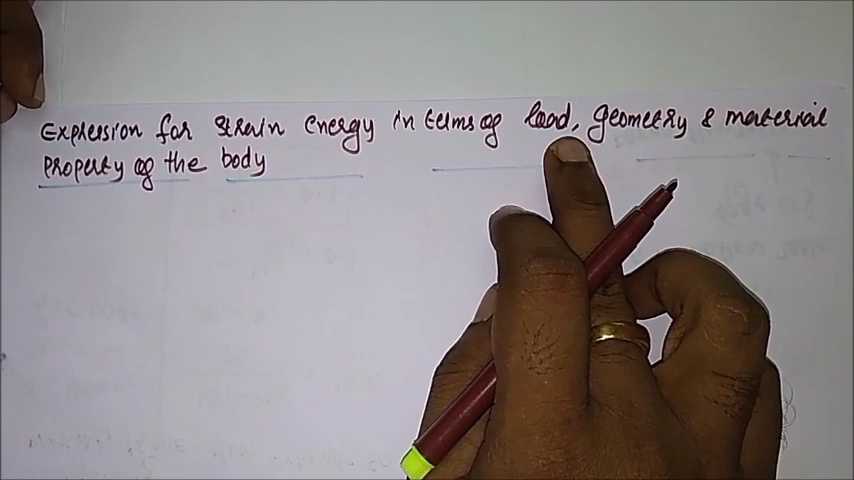 Expression for Strain Energy in terms of load, Geometry & material
Property of the body